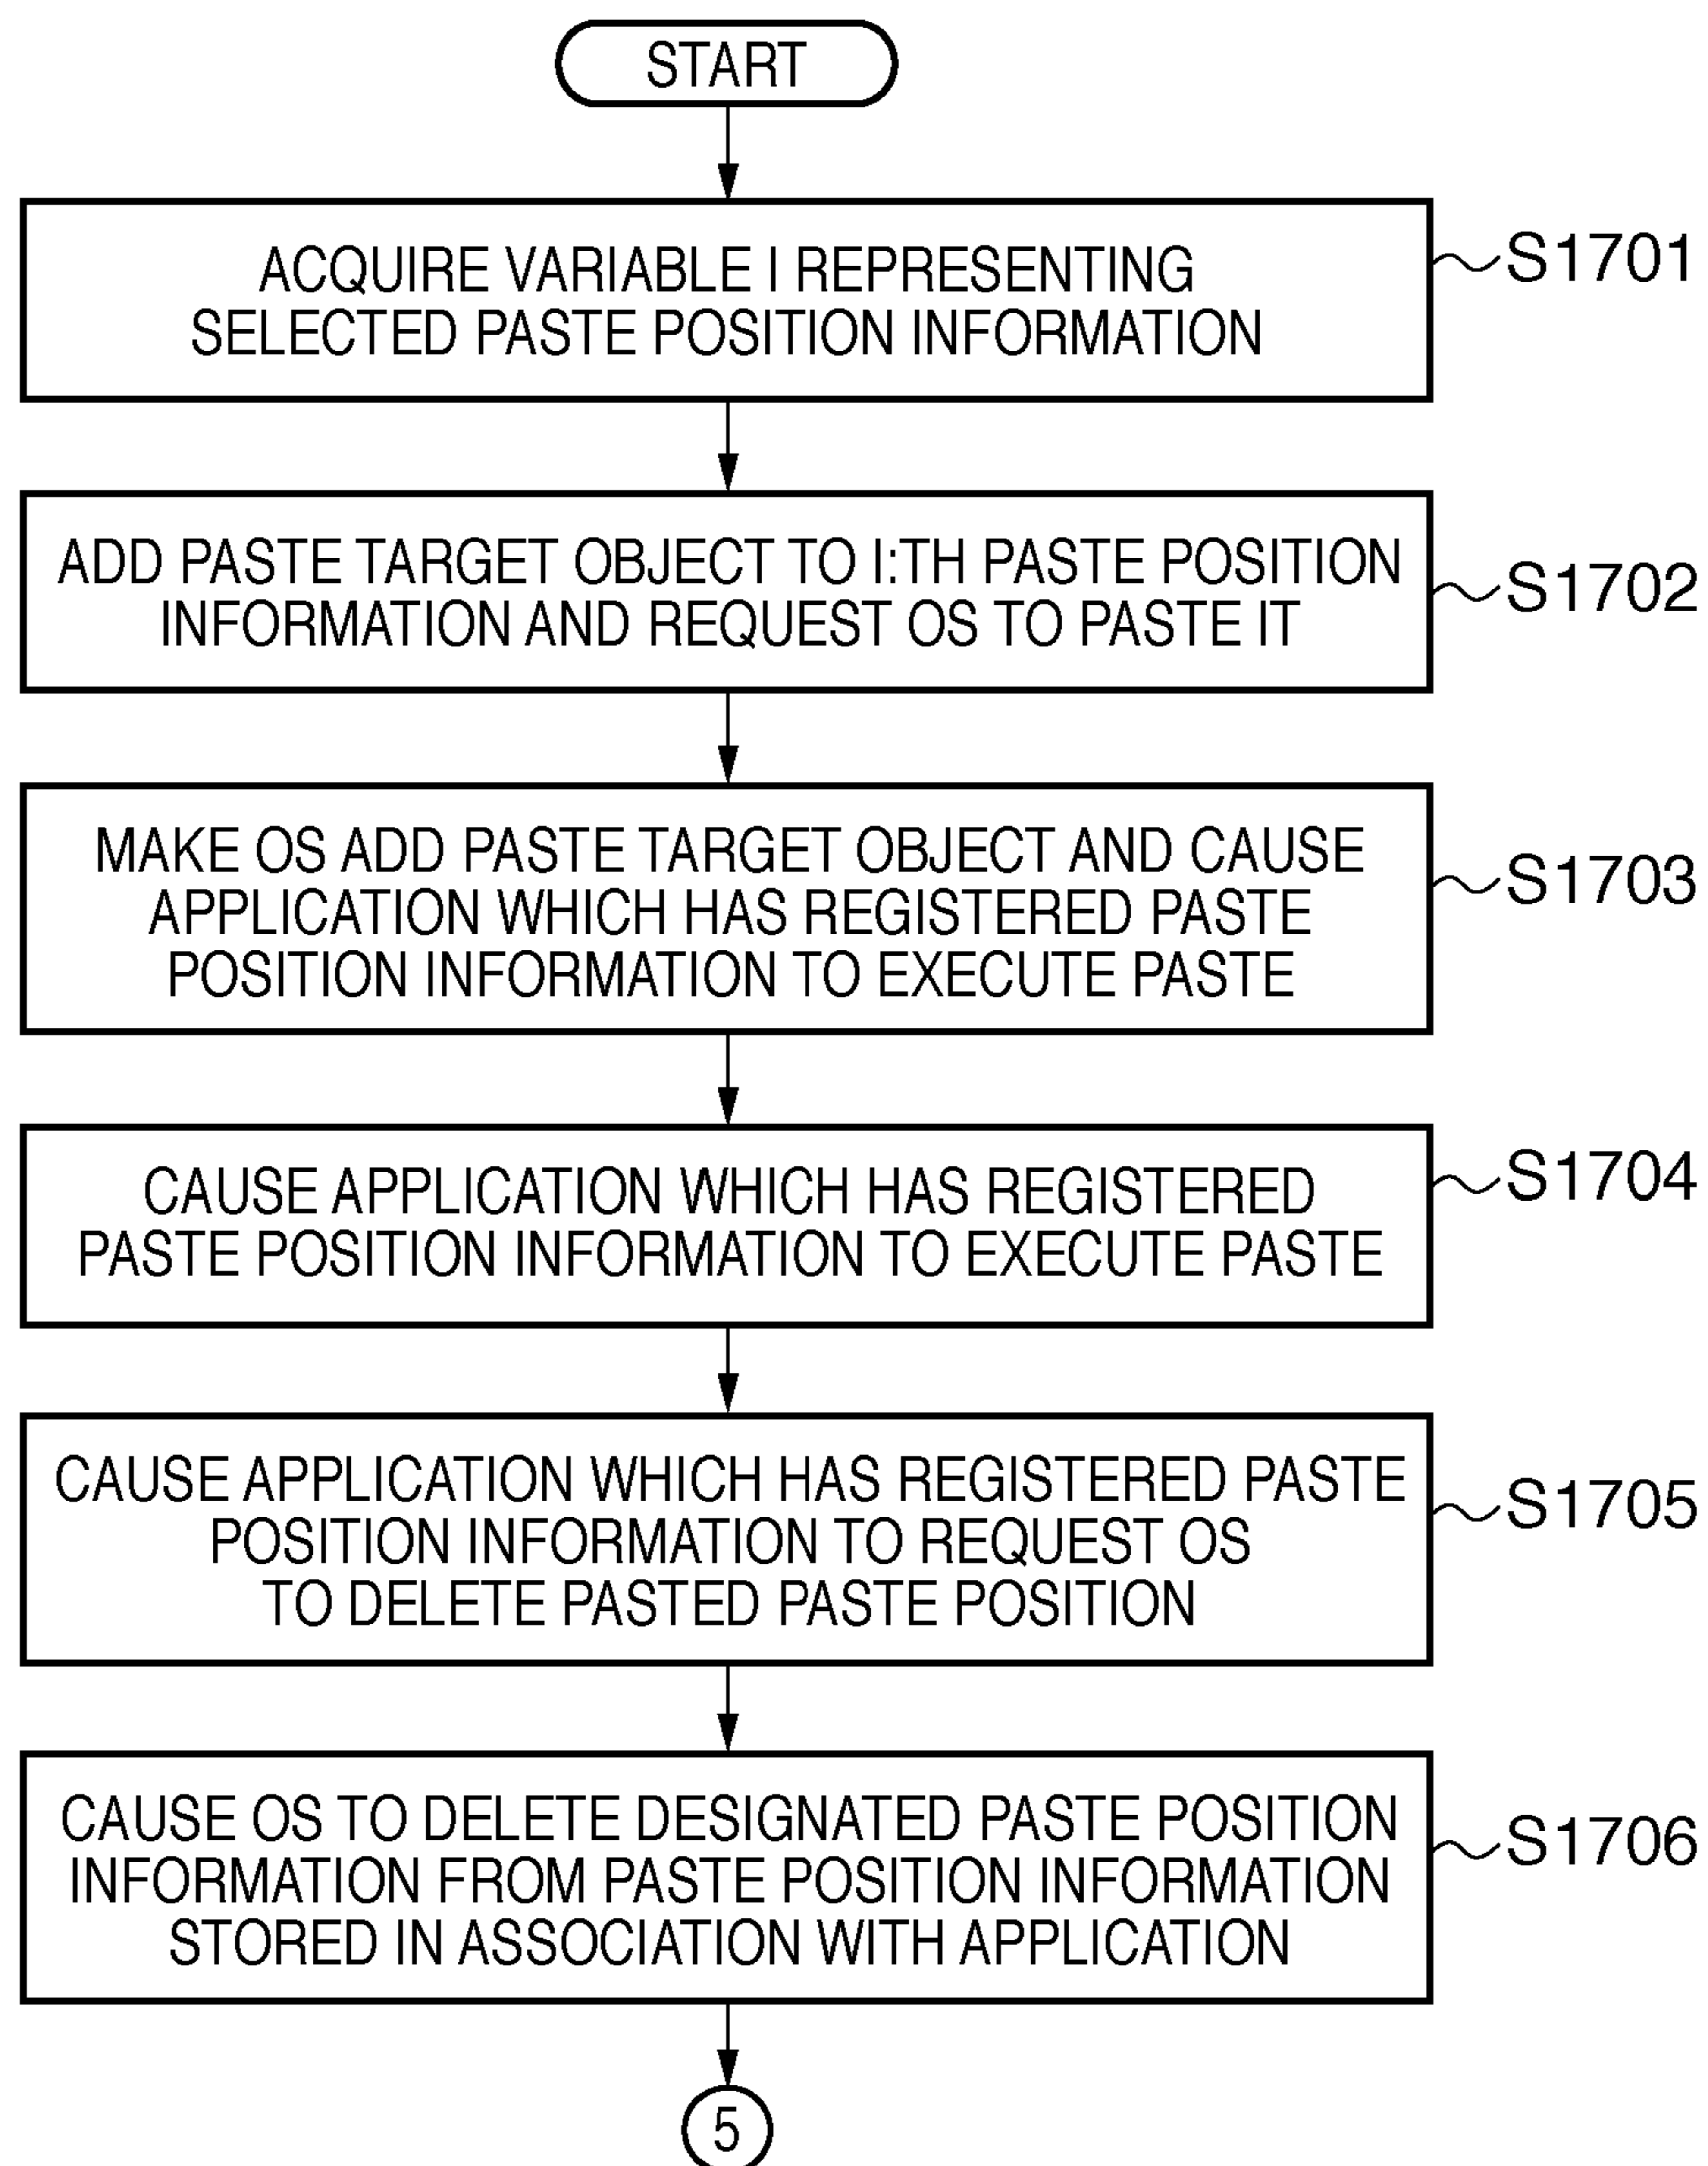 START
ACQUIRE VARIABLE I REPRESENTING
SELECTED PASTE POSITION INFORMATION
S1701
ADD PASTE TARGET OBJECT TO I:TH PASTE POSITION
INFORMATION AND REQUEST OS TO PASTE IT
S1702
MAKE OS ADD PASTE TARGET OBJECT AND CAUSE
APPLICATION WHICH HAS REGISTERED PASTE
POSITION INFORMATION TO EXECUTE PASTE
S1703
CAUSE APPLICATION WHICH HAS REGISTERED
PASTE POSITION INFORMATION TO EXECUTE PASTE
S1704
CAUSE APPLICATION WHICH HAS REGISTERED PASTE
POSITION INFORMATION TO REQUEST OS
TO DELETE PASTED PASTE POSITION
S1705
CAUSE OS TO DELETE DESIGNATED PASTE POSITION
INFORMATION FROM PASTE POSITION INFORMATION
STORED IN ASSOCIATION WITH APPLICATION
S1706
5